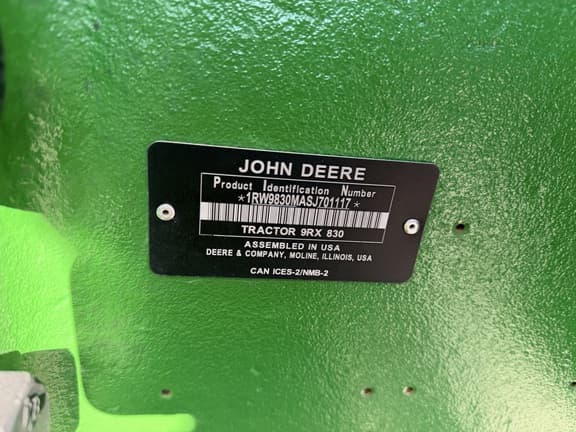 JOHN DEERE
Product Identification Number
*1RW9830MASJ701117*
TRACTOR 9RX 830
ASSEMBLED IN USA
DEERE & COMPANY, MOLINE, ILLINOIS, USA
CAN ICES-2/NMB-2